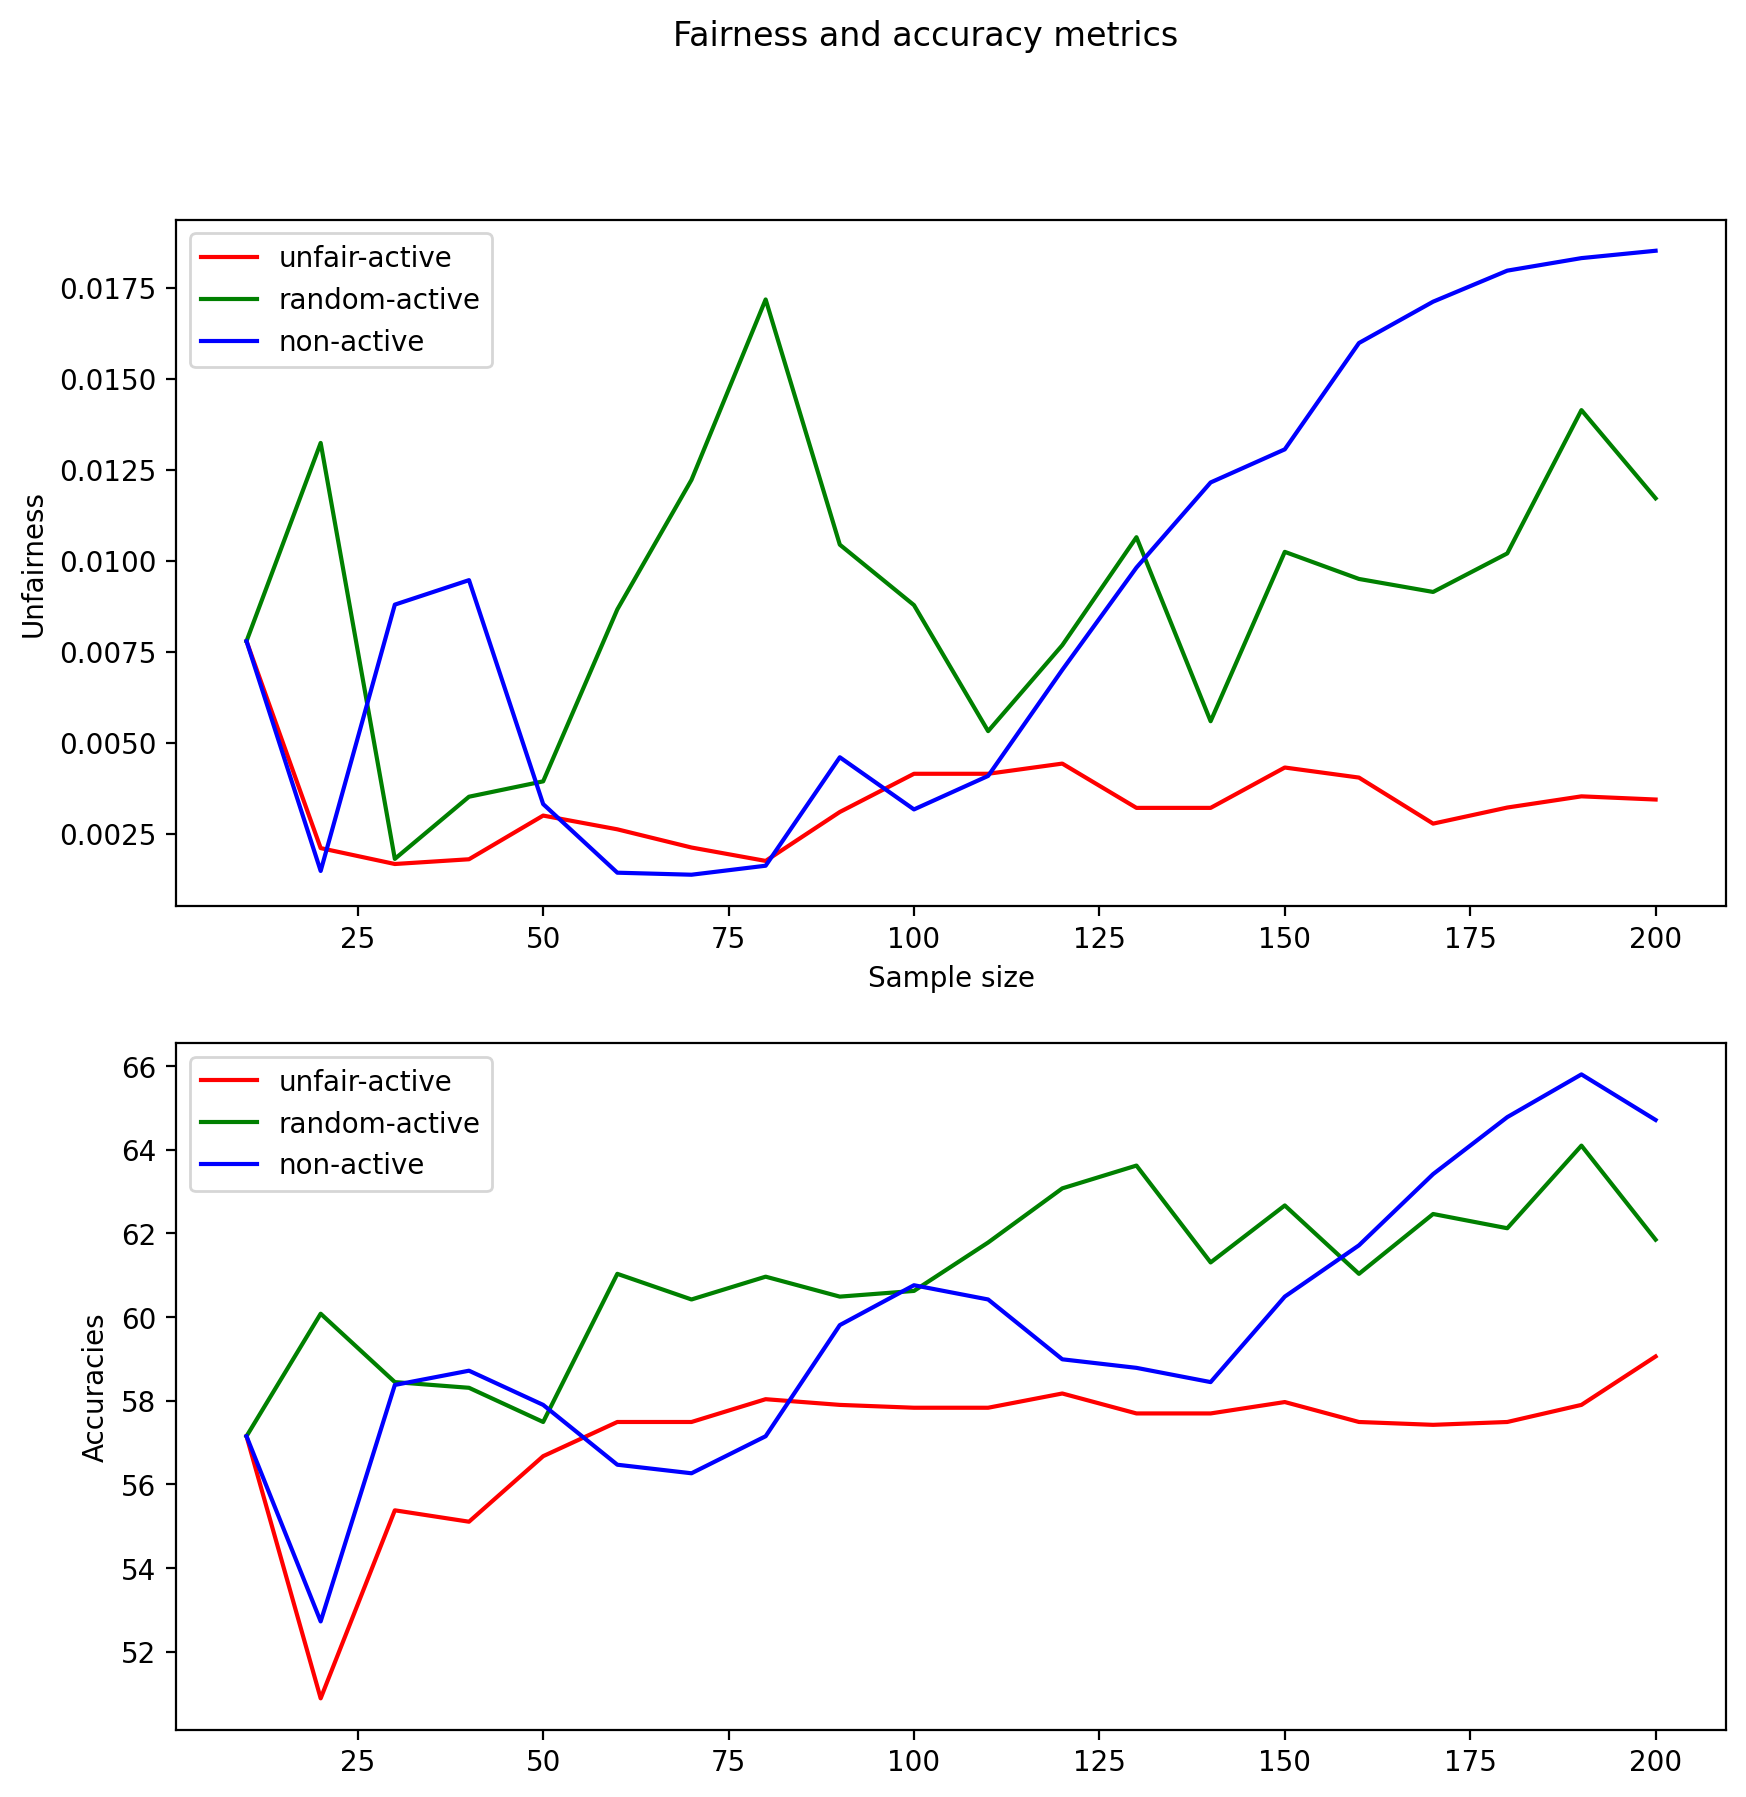 Fairness and accuracy metrics
unfair-active
random-active
non-active
0.0175
0.0150
0.0125
0.0100
0.0075
0.0050
0.0025
Unfairness
25 50 75 100 125 150 175 200
Sample size
unfair-active
random-active
non-active
66
64
62
60
58
56
54
52
Accuracies
25 50 75 100 125 150 175 200